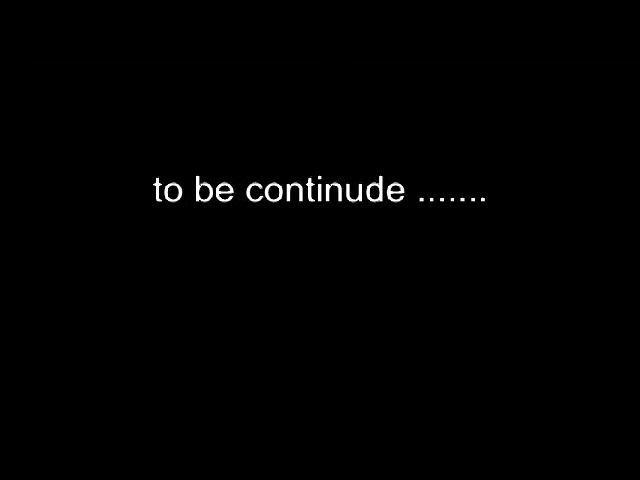 to be continude .......